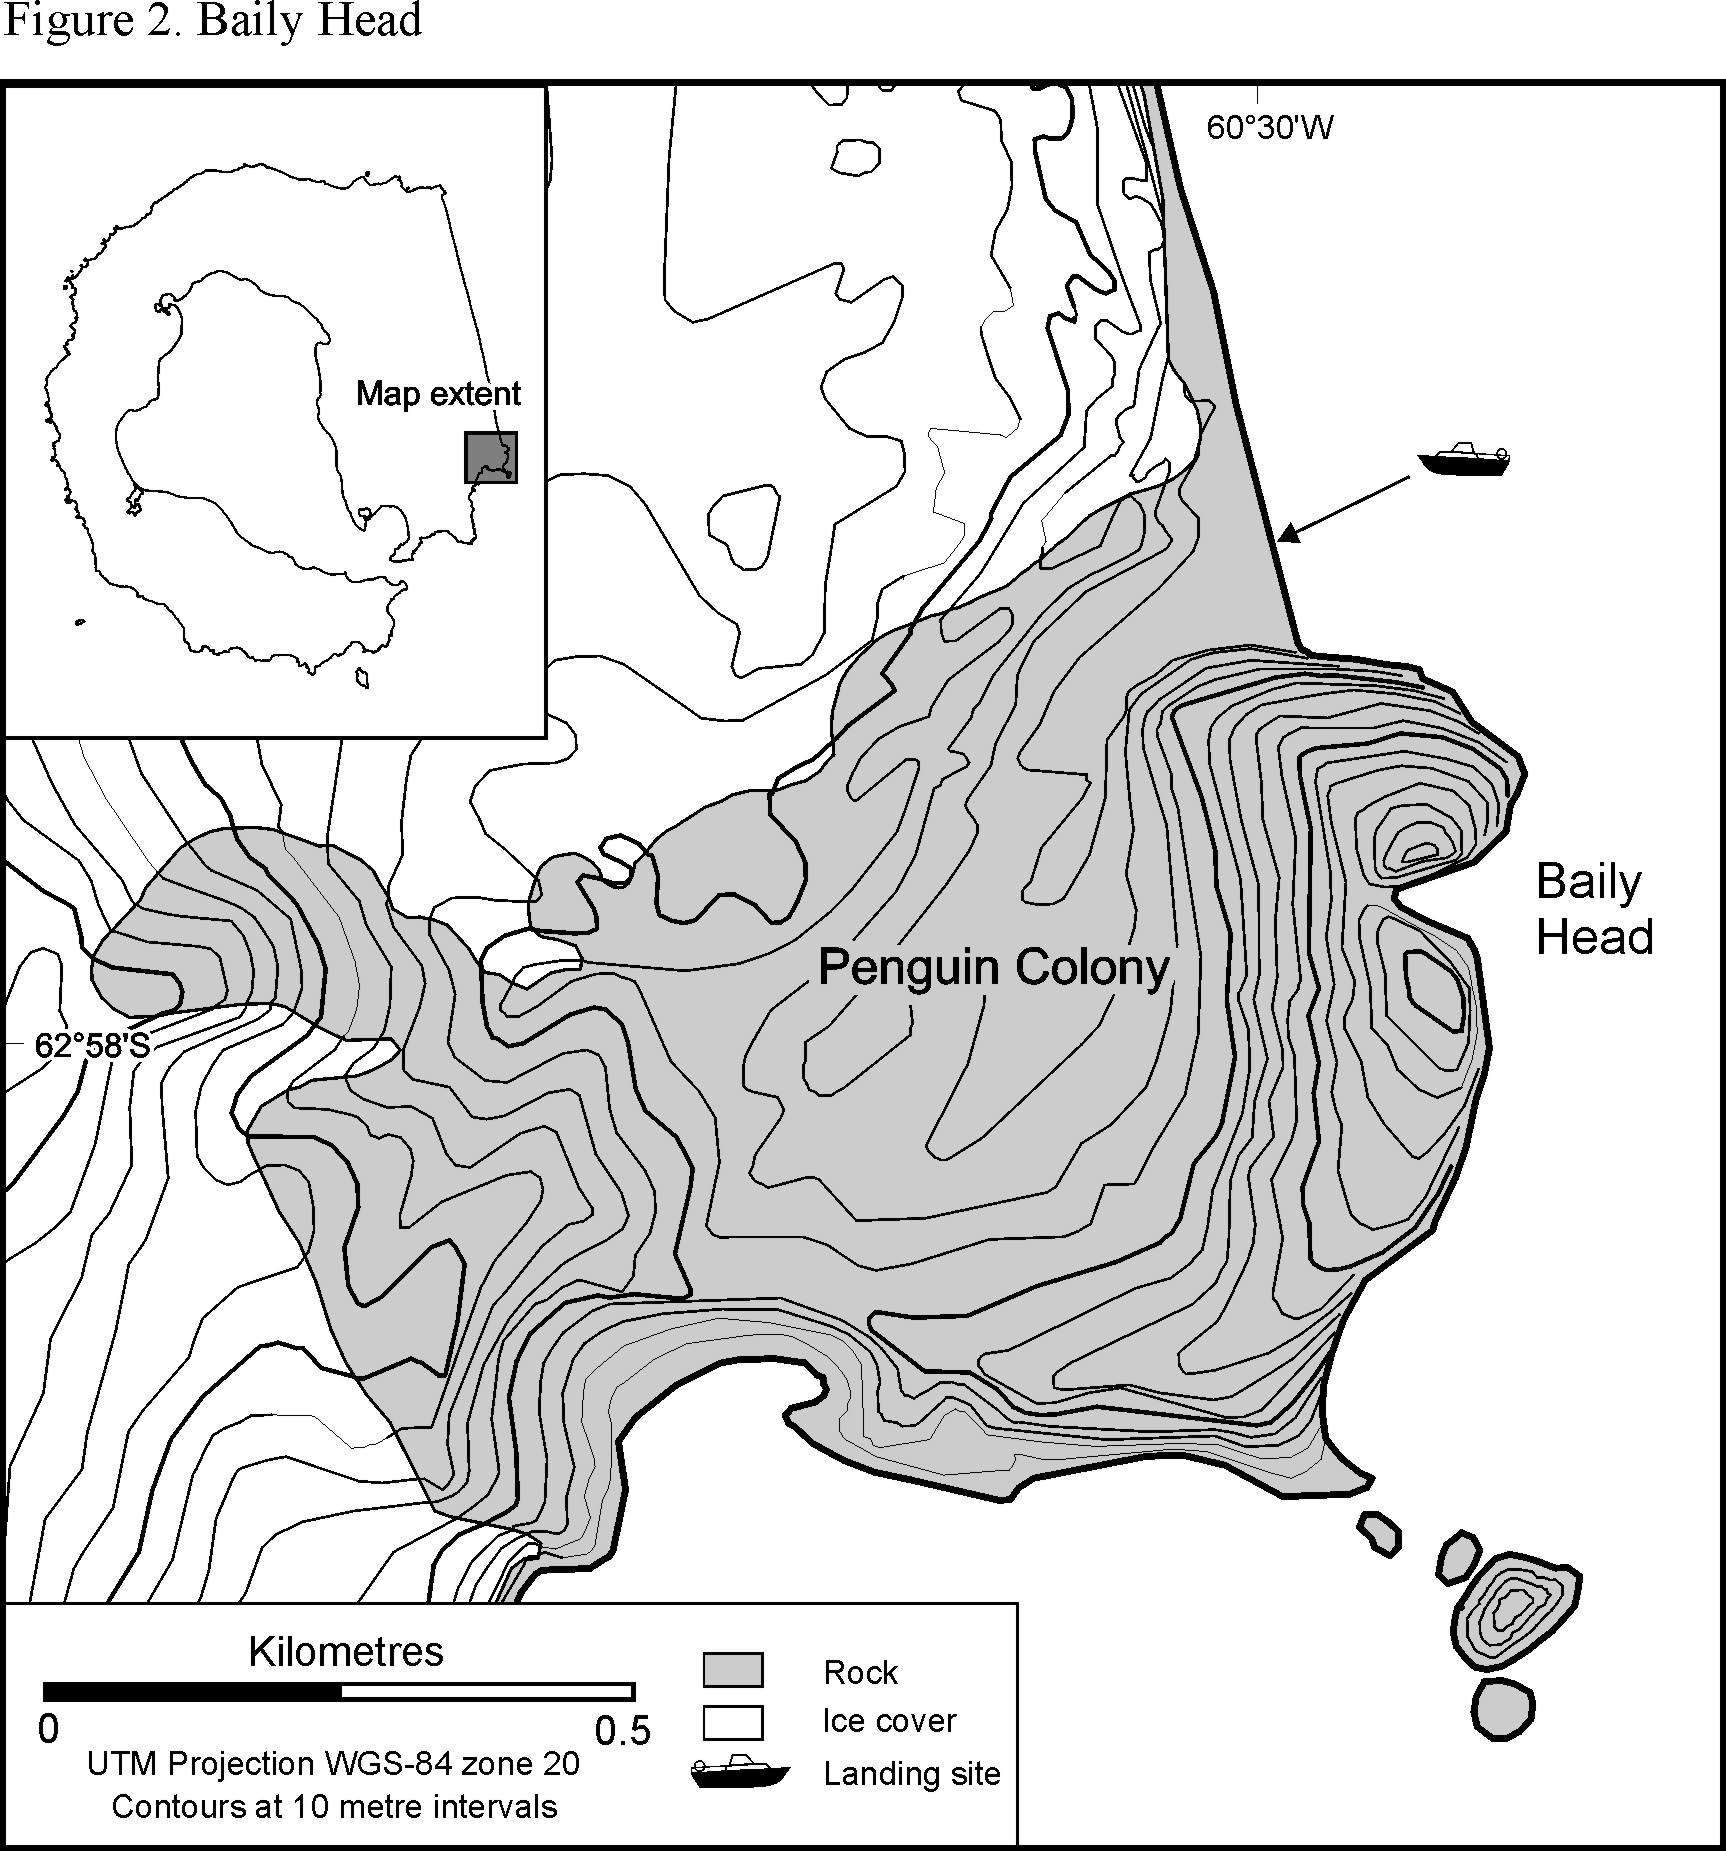 Figure 2. Baily Head
60°30'W
Map extent
Baily
Head
Penguin Colony
62°58'S
Kilometres
0 0.5
UTM Projection WGS-84 zone 20
Contours at 10 metre intervals
Rock
Ice cover
Landing site